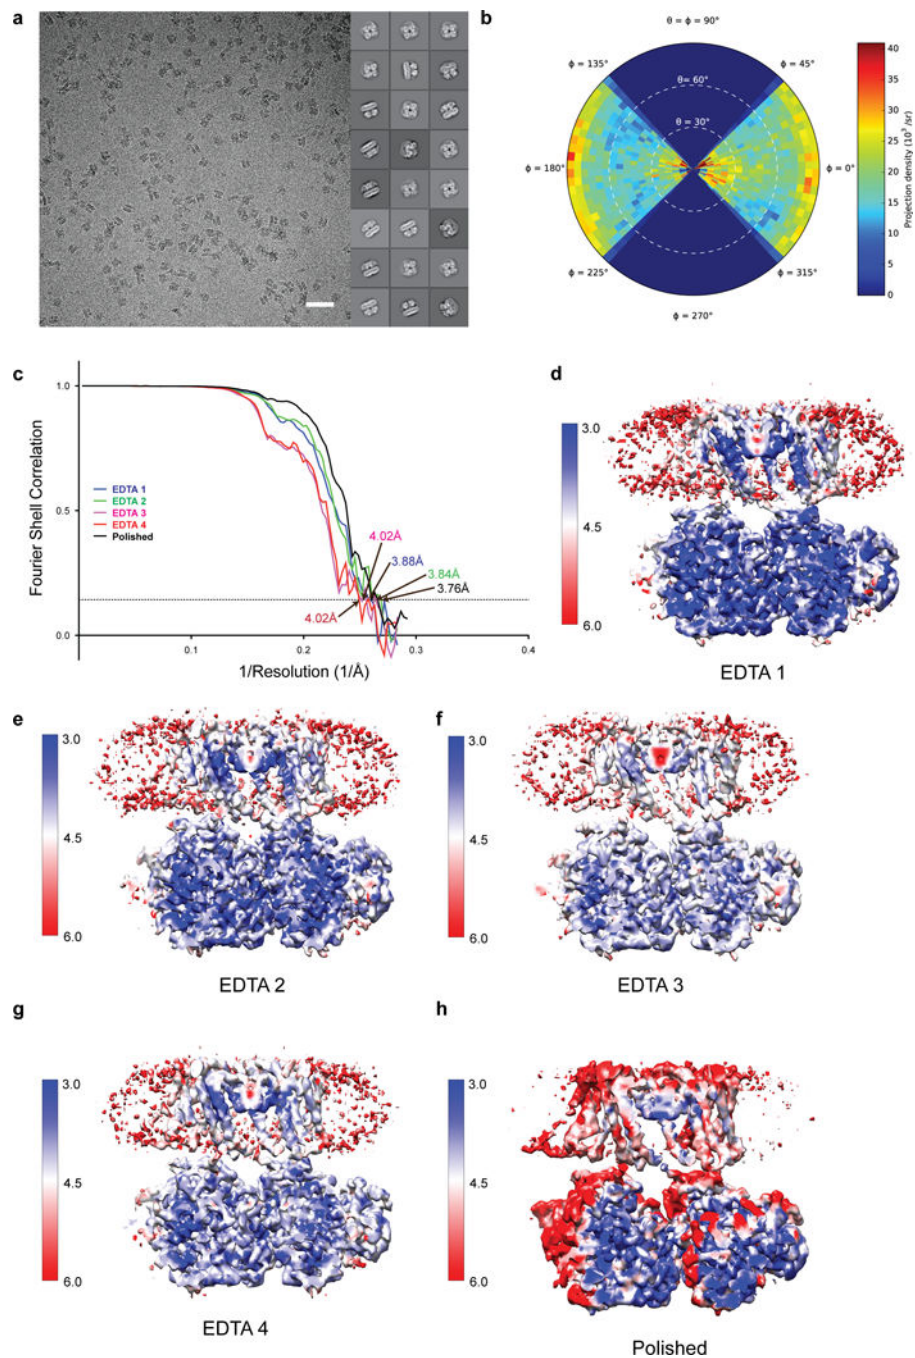 a
b
θ = ϕ = 90°
ϕ = 135°
ϕ = 45°
θ= 60°
θ= 30°
ϕ = 180°
ϕ =0°
ϕ = 225°
ϕ = 315°
ϕ = 270°
40
35
30
25
20
15
10
5
0
Projection density (10³ /sr)
c
1.0
0.5
0.0
Fourier Shell Correlation
EDTA 1
EDTA 2
EDTA 3
EDTA 4
Polished
4.02Å
3.88Å
3.84Å
3.76Å
4.02Å
0.1
0.2
0.3
0.4
1/Resolution (1/Å)
d
3.0
4.5
6.0
EDTA 1
e
3.0
4.5
6.0
EDTA 2
f
3.0
4.5
6.0
EDTA 3
g
3.0
4.5
6.0
EDTA 4
h
3.0
4.5
6.0
Polished